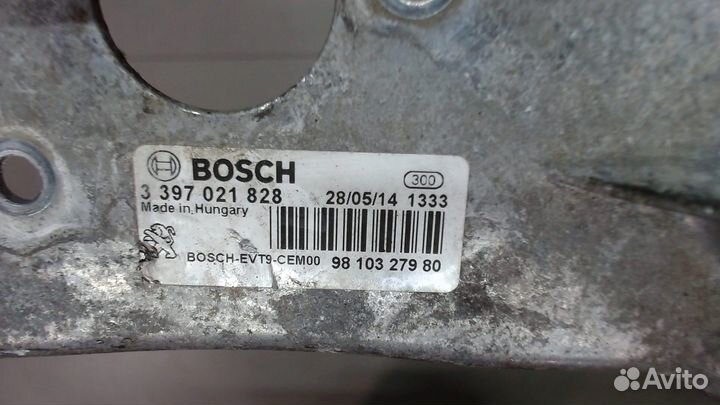 BOSCH
300
3 397 021 828 28/05/14 1333
Made in Hungary
BOSCH-EVT9-CEM00 98 103 279 80
Avito